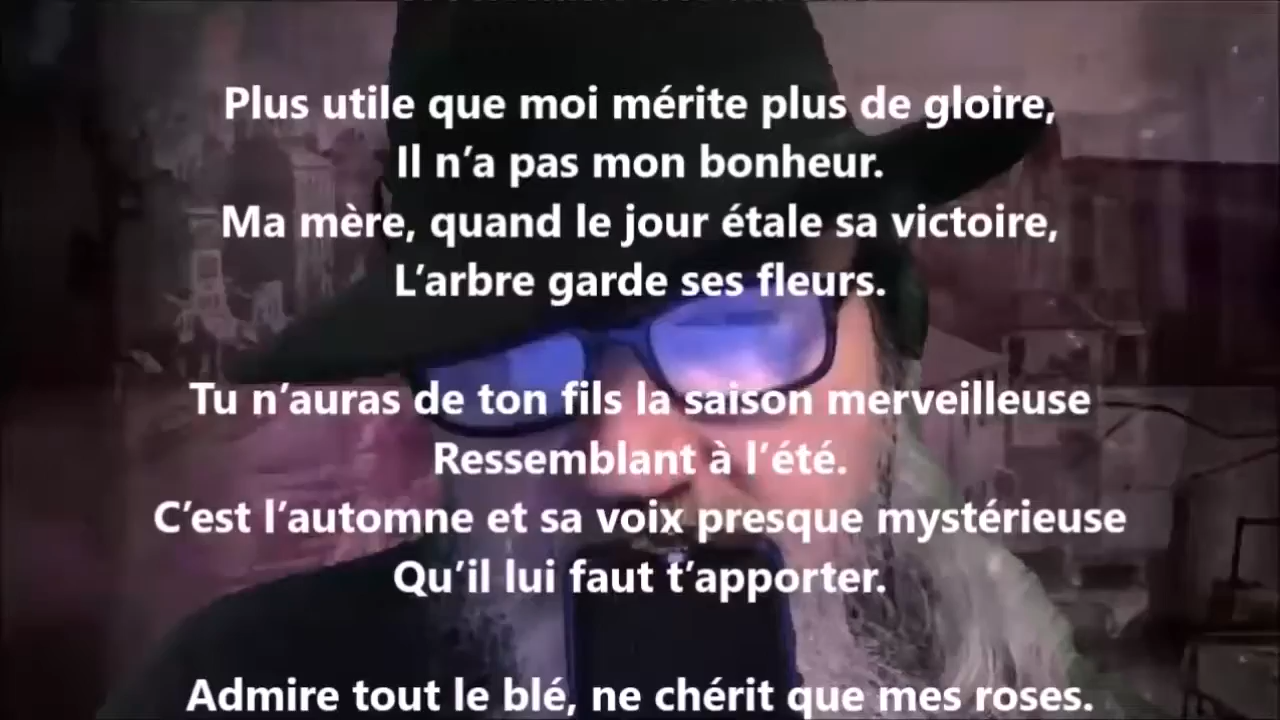 Plus utile que moi mérite plus de gloire,
Il n’a pas mon bonheur.
Ma mère, quand le jour étale sa victoire,
L’arbre garde ses fleurs.
Tu n’auras de ton fils la saison merveilleuse
Ressemblant à l’été.
C’est l’automne et sa voix presque mystérieuse
Qu’il lui faut t’apporter.
Admire tout le blé, ne chérit que mes roses.